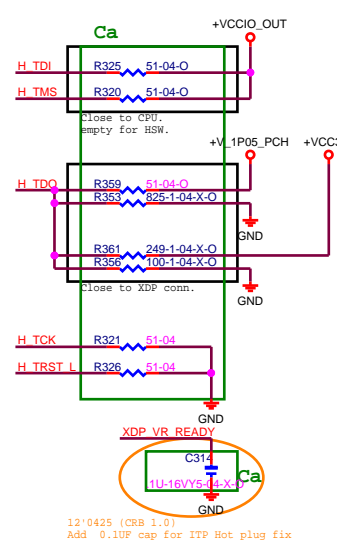 Ca
+VCCIO_OUT
H_TDI R325 51-04-O
H_TMS R320 51-04-O
Close to CPU.
empty for HSW.
+V_1P05_PCH +VCC3
H_TDO R359 51-04-O
R353 825-1-04-X-O
GND
R361 249-1-04-X-O
R356 100-1-04-X-O
Close to XDP conn.
GND
H_TCK R321 51-04
H_TRST_L R326 51-04
GND
XDP_VR_READY
C314
Ca
.1U-16VY5-04-X-O
GND
12'0425 (CRB 1.0)
Add 0.1UF cap for ITP Hot plug fix